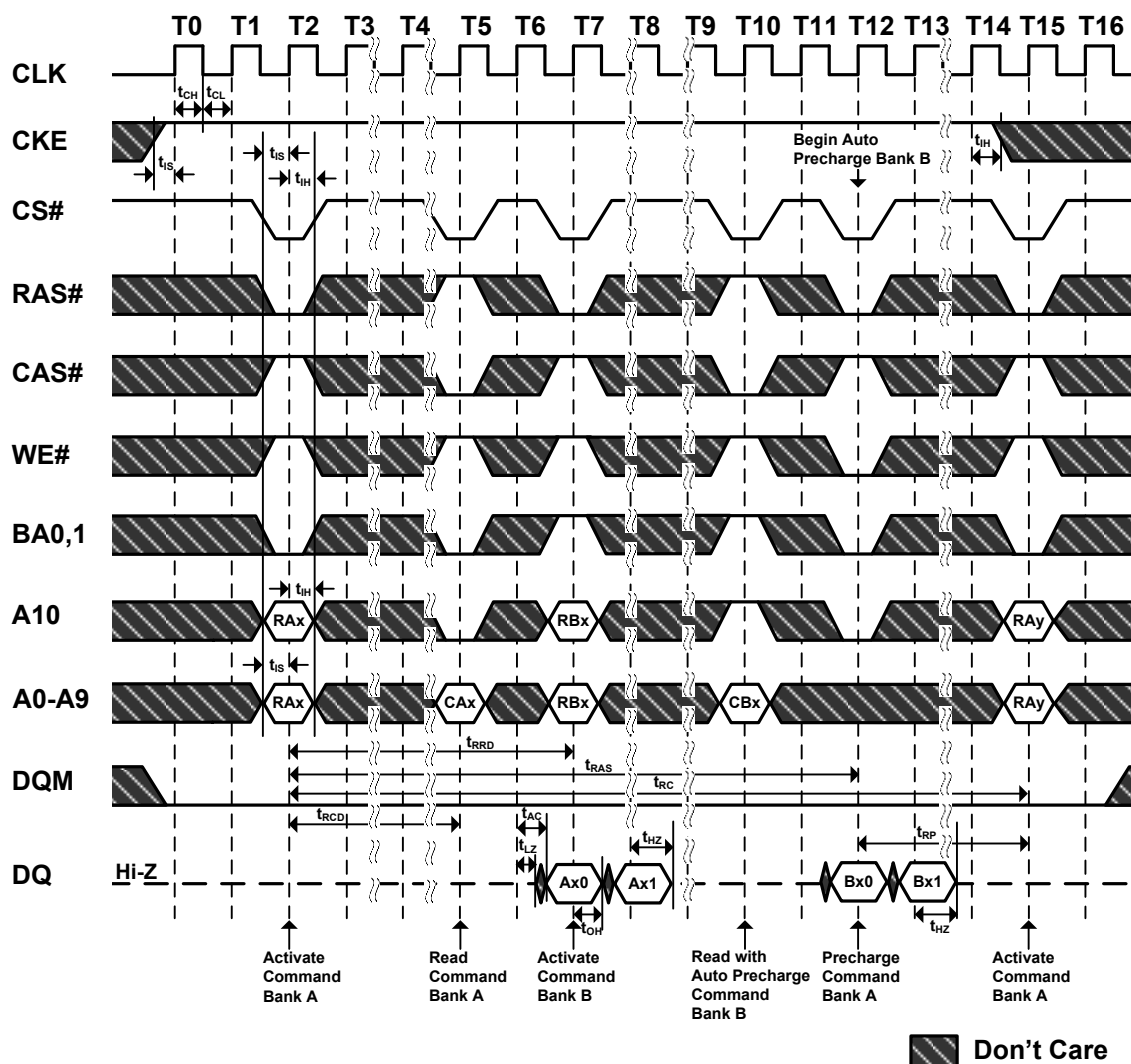 T0 T1 T2 T3 T4 T5 T6 T7 T8 T9 T10 T11 T12 T13 T14 T15 T16
CLK
tCH tCL
CKE
tIS
tIS
tIH
Begin Auto
Precharge Bank B
tIH
CS#
RAS#
CAS#
WE#
BA0,1
tIH
A10
RAx RBx RAy
tIS
A0-A9
RAx CAx RBx CBx RAy
tRRD
tRAS
DQM
tRC
tRCD
tAC
tLZ
tHZ
tRP
DQ
Hi-Z
Ax0 Ax1 Bx0 Bx1
tOH
tHZ
Activate
Command
Bank A
Read
Command
Bank A
Activate
Command
Bank B
Read with
Auto Precharge
Command
Bank B
Precharge
Command
Bank A
Activate
Command
Bank A
Don't Care